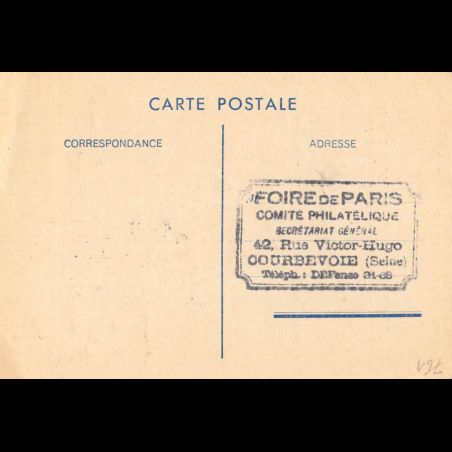 CARTE POSTALE
CORRESPONDANCE
ADRESSE
FOIRE DE PARIS
COMITÉ PHILATÉLIQUE
SECRÉTARIAT GÉNÉRAL
42, Rue Victor-Hugo
COURBEVOIE (Seine)
Téléph.: DEFense 31-68